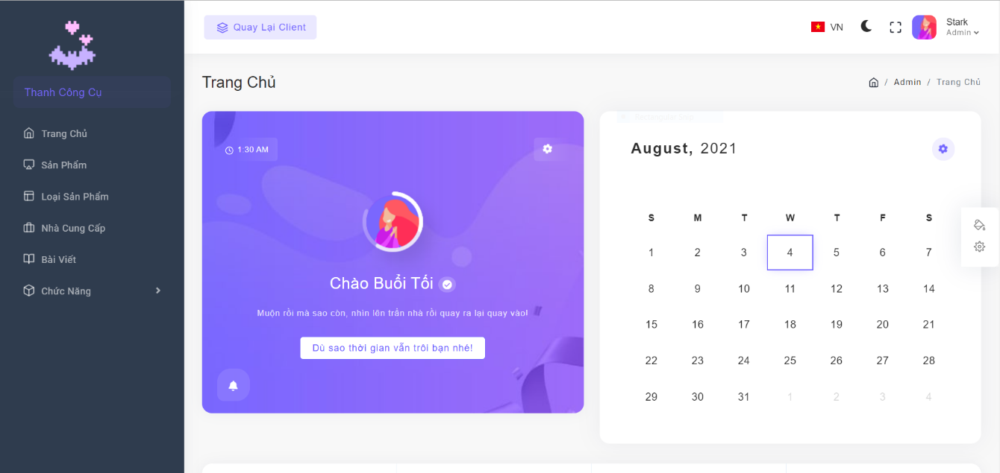 Quay Lại Client
VN
Stark
Admin
Thanh Công Cụ
Trang Chủ
Sản Phẩm
Loại Sản Phẩm
Nhà Cung Cấp
Bài Viết
Chức Năng
Trang Chủ
/ Admin / Trang Chủ
1:30 AM
Chào Buổi Tối
Muộn rồi mà sao còn, nhìn lên trần nhà rồi quay ra lại quay vào!
Dù sao thời gian vẫn trôi bạn nhé!
Rectangular Snip
August, 2021
S M T W T F S
1 2 3 4 5 6 7
8 9 10 11 12 13 14
15 16 17 18 19 20 21
22 23 24 25 26 27 28
29 30 31 1 2 3 4